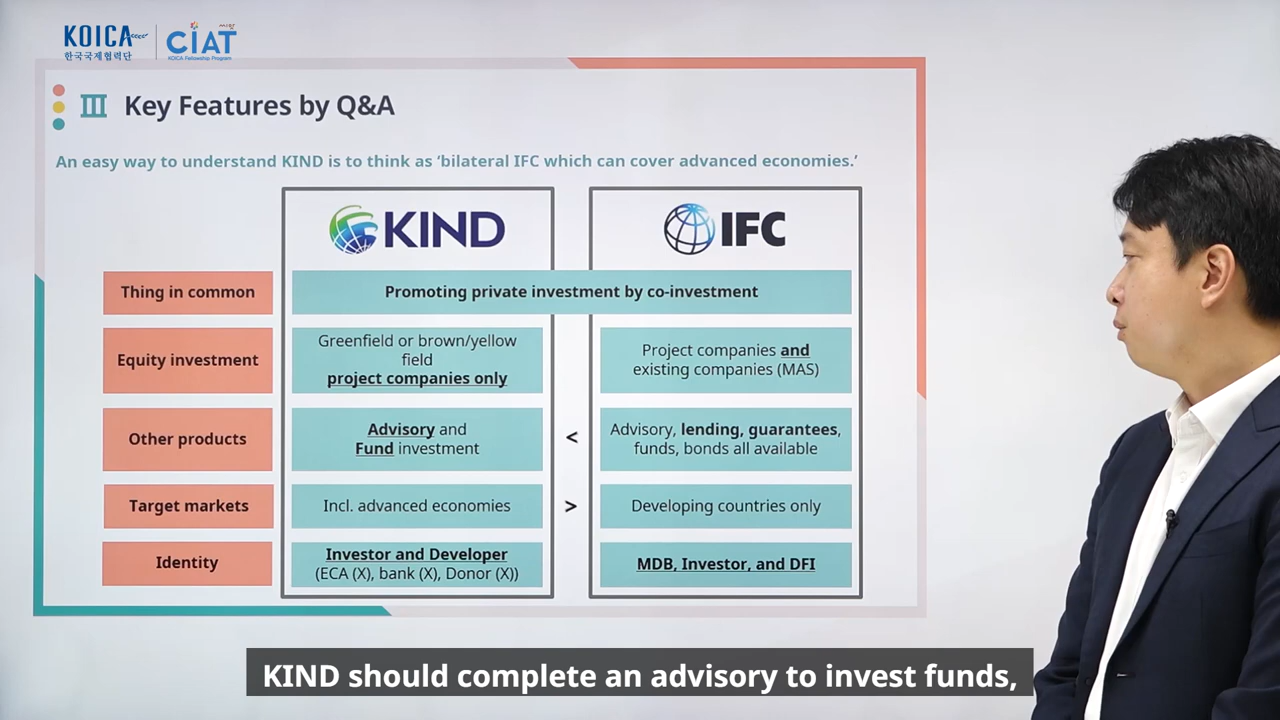 KOICA
한국국제협력단
씨앗
CIAT
KOICA Fellowship Program
III Key Features by Q&A
An easy way to understand KIND is to think as ‘bilateral IFC which can cover advanced economies.’
KIND
IFC
Thing in common
Promoting private investment by co-investment
Equity investment
Greenfield or brown/yellow
field
project companies only
Project companies and
existing companies (MAS)
Other products
Advisory and
Fund investment
<
Advisory, lending, guarantees,
funds, bonds all available
Target markets
Incl. advanced economies
>
Developing countries only
Identity
Investor and Developer
(ECA (X), bank (X), Donor (X))
MDB, Investor, and DFI
KIND should complete an advisory to invest funds,